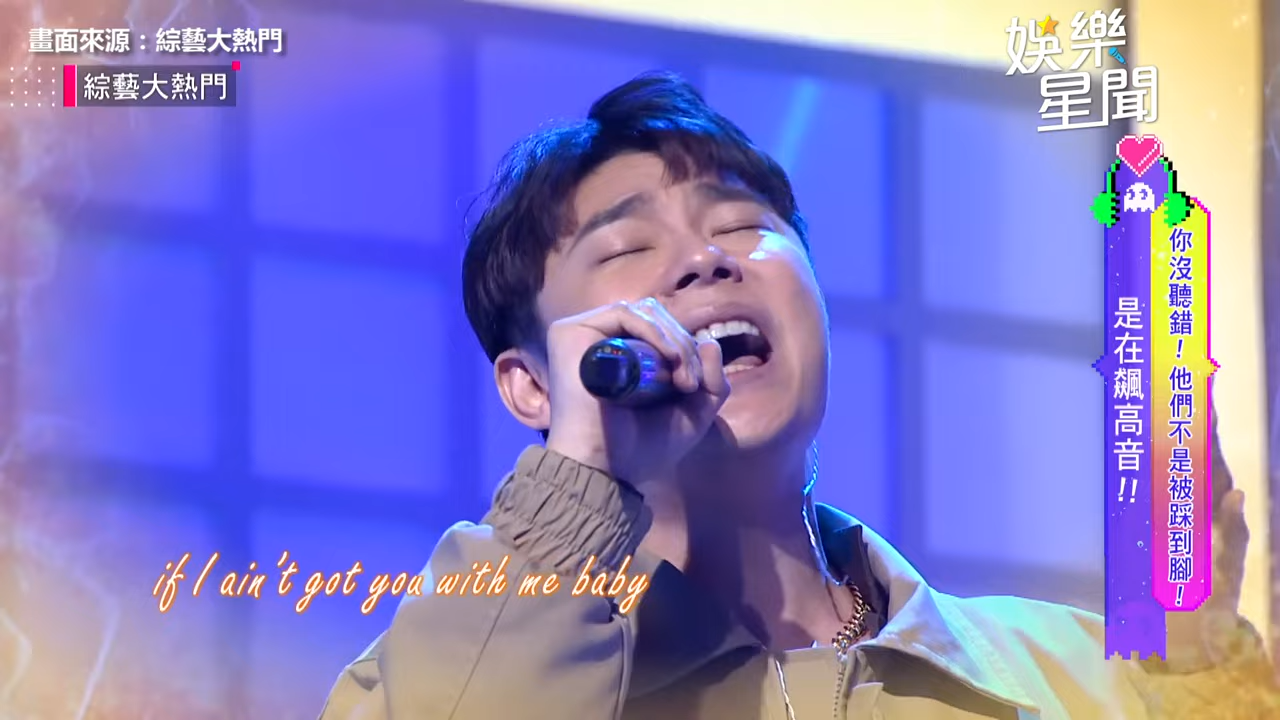 畫面來源：綜藝大熱門
綜藝大熱門
娛樂
星聞
你沒聽錯！他們不是被踩到腳！
是在飆高音!!
if I ain't got you with me baby